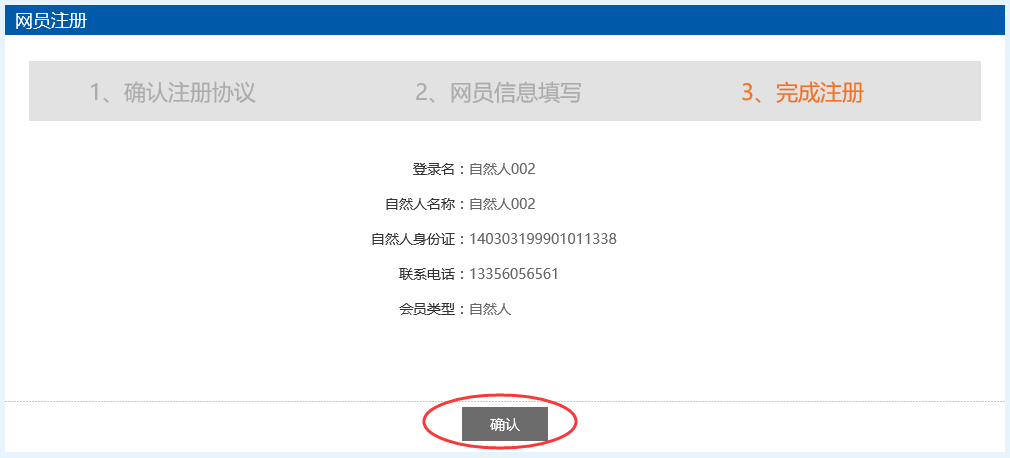 网员注册
1、确认注册协议 2、网员信息填写 3、完成注册
登录名：自然人002
自然人名称：自然人002
自然人身份证：140303199901011338
联系电话：13356056561
会员类型：自然人
确认